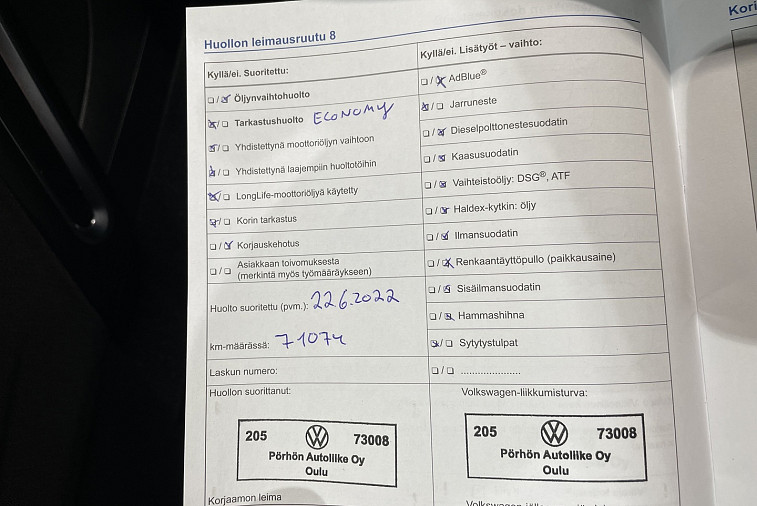 Huollon leimausruutu 8
Kyllä/ei. Suoritettu:
Öljynvaihtohuolto
Tarkastushuolto ECONOMY
Yhdistettynä moottoriöljyn vaihtoon
Yhdistettynä laajempiin huoltotöihin
LongLife-moottoriöljyä käytetty
Korin tarkastus
Korjauskehotus
Asiakkaan toivomuksesta
(merkintä myös työmääräykseen)
Huolto suoritettu (pvm.): 22.6.2022
km-määrässä: 71074
Laskun numero:
Huollon suorittanut:
205 73008
Pörhön Autoliike Oy
Oulu
Korjaamon leima
Kyllä/ei. Lisätyöt – vaihto:
AdBlue®
Jarruneste
Dieselpolttonestesuodatin
Kaasusuodatin
Vaihteistoöljy: DSG®, ATF
Haldex-kytkin: öljy
Ilmansuodatin
Renkaantäyttöpullo (paikkausaine)
Sisäilmansuodatin
Hammashihna
Sytytystulpat
.....................
Volkswagen-liikkumisturva:
205 73008
Pörhön Autoliike Oy
Oulu
Kori